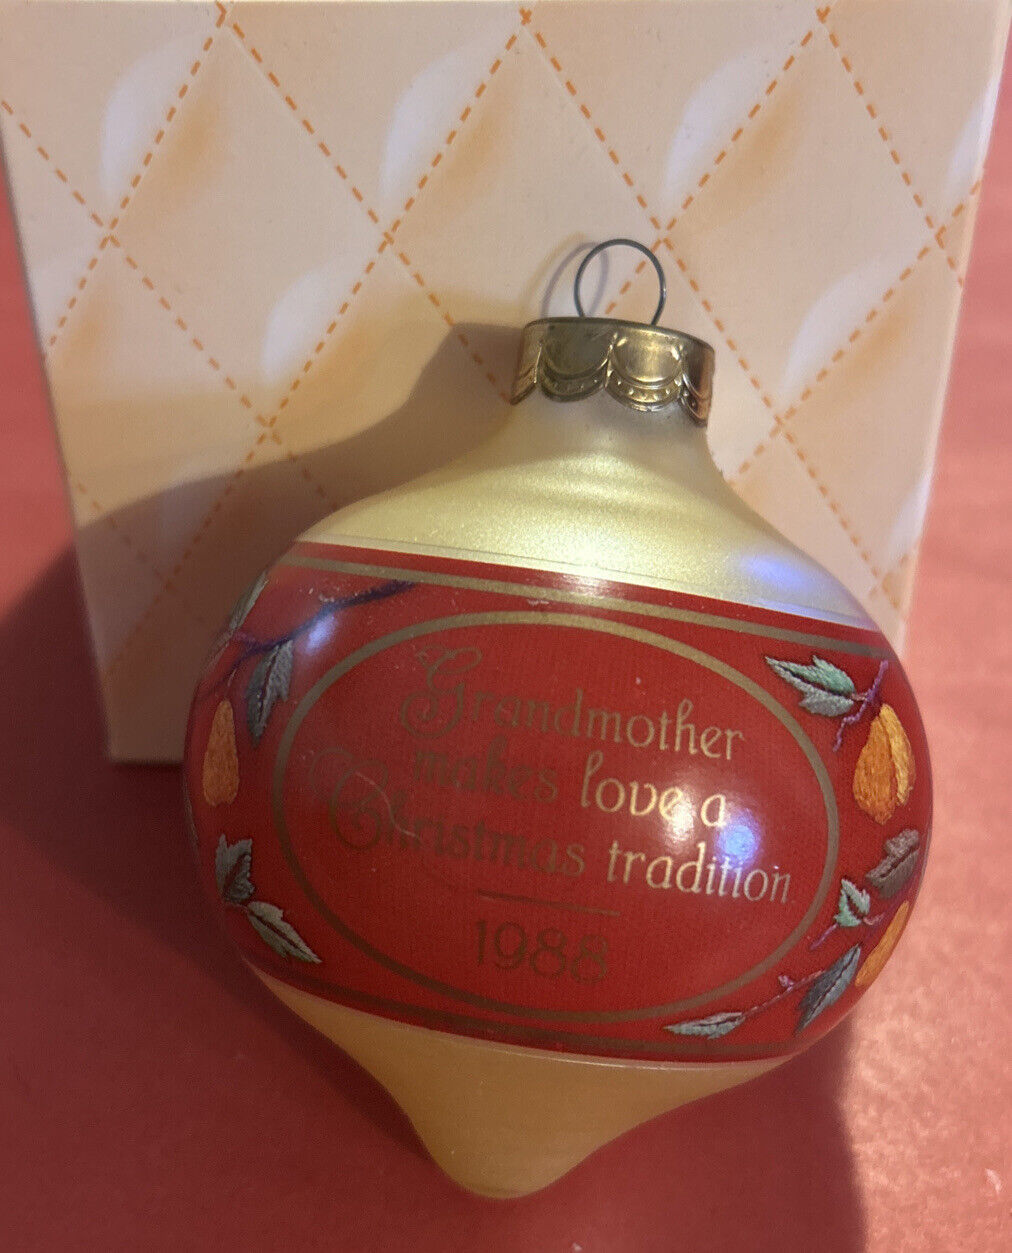 Grandmother
makes love a
Christmas tradition
1988